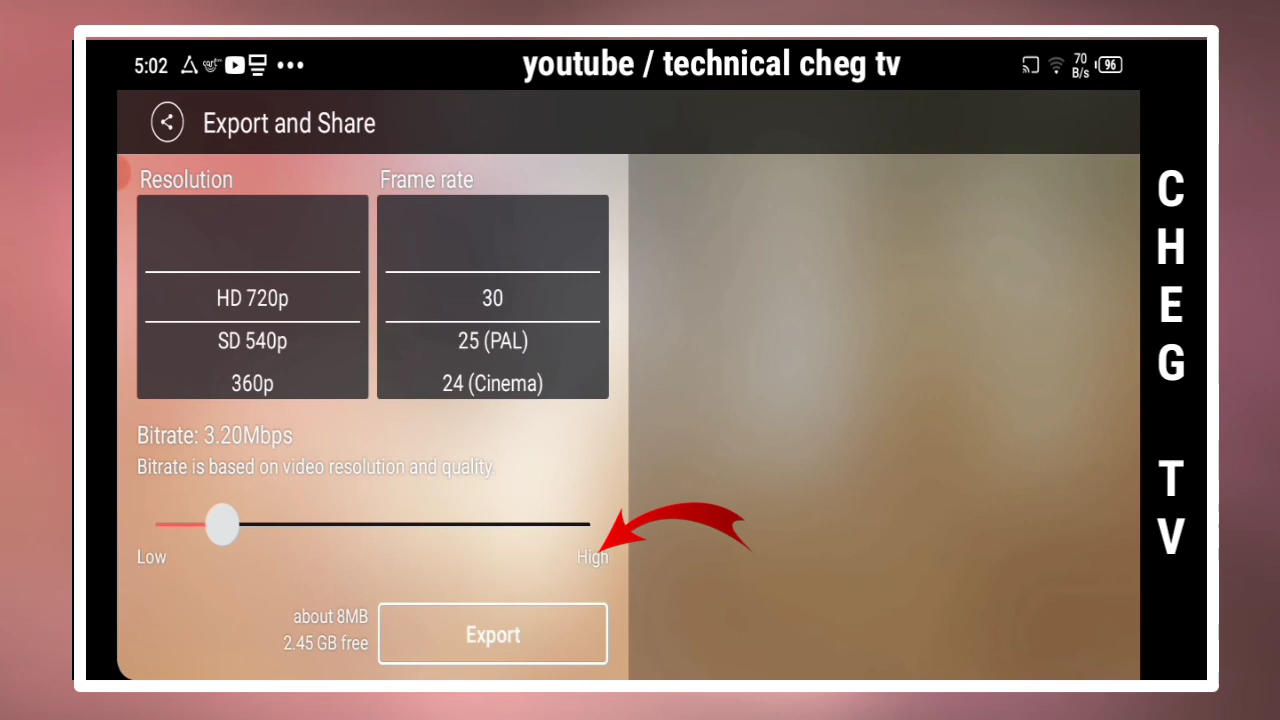 5:02
youtube / technical cheg tv
70
B/s
96
Export and Share
Resolution
Frame rate
HD 720p
30
SD 540p
25 (PAL)
360p
24 (Cinema)
Bitrate: 3.20Mbps
Bitrate is based on video resolution and quality.
Low
High
about 8MB
2.45 GB free
Export
CHEG
TV